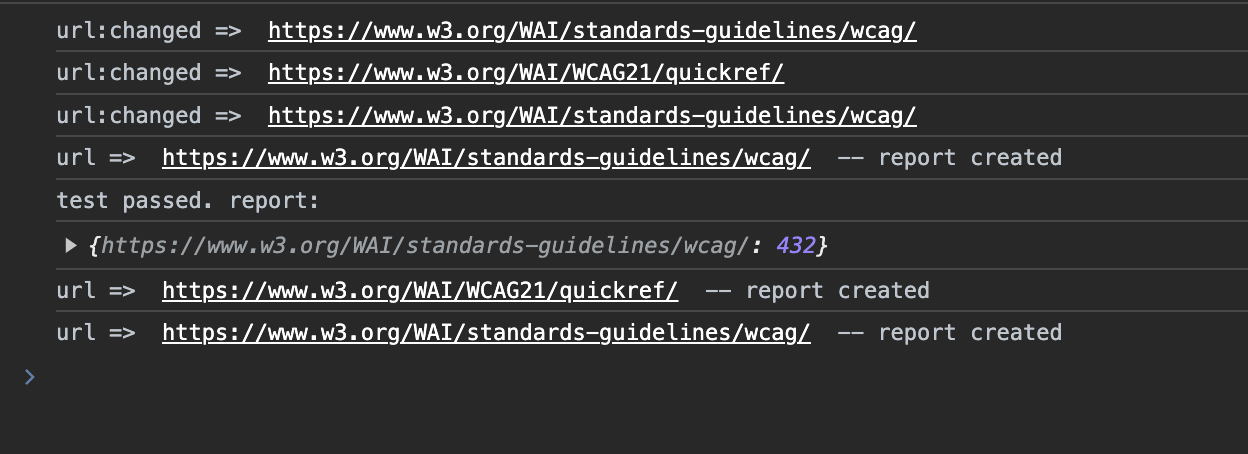 url:changed => https://www.w3.org/WAI/standards-guidelines/wcag/
url:changed => https://www.w3.org/WAI/WCAG21/quickref/
url:changed => https://www.w3.org/WAI/standards-guidelines/wcag/
url => https://www.w3.org/WAI/standards-guidelines/wcag/ -- report created
test passed. report:
▶ {https://www.w3.org/WAI/standards-guidelines/wcag/: 432}
url => https://www.w3.org/WAI/WCAG21/quickref/ -- report created
url => https://www.w3.org/WAI/standards-guidelines/wcag/ -- report created